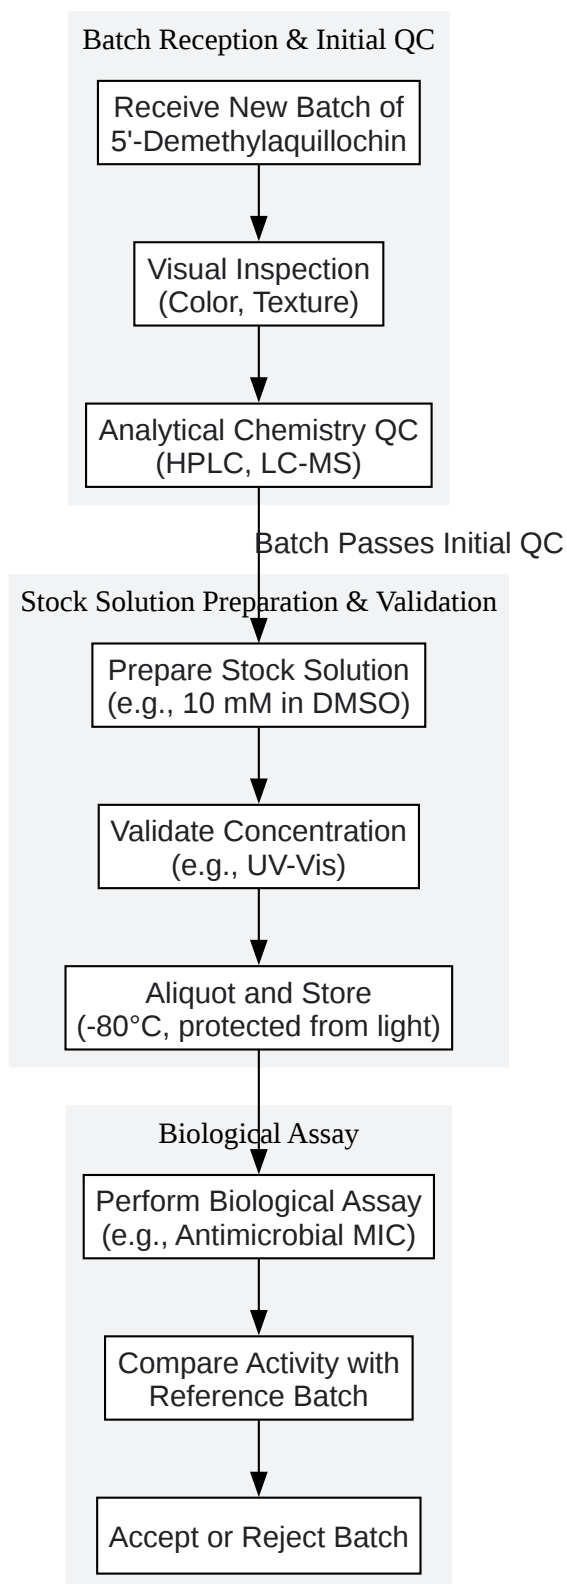 Batch Reception & Initial QC
Receive New Batch of
5'-Demethylaquillochin
Visual Inspection
(Color, Texture)
Analytical Chemistry QC
(HPLC, LC-MS)
Batch Passes Initial QC
Stock Solution Preparation & Validation
Prepare Stock Solution
(e.g., 10 mM in DMSO)
Validate Concentration
(e.g., UV-Vis)
Aliquot and Store
(-80°C, protected from light)
Biological Assay
Perform Biological Assay
(e.g., Antimicrobial MIC)
Compare Activity with
Reference Batch
Accept or Reject Batch